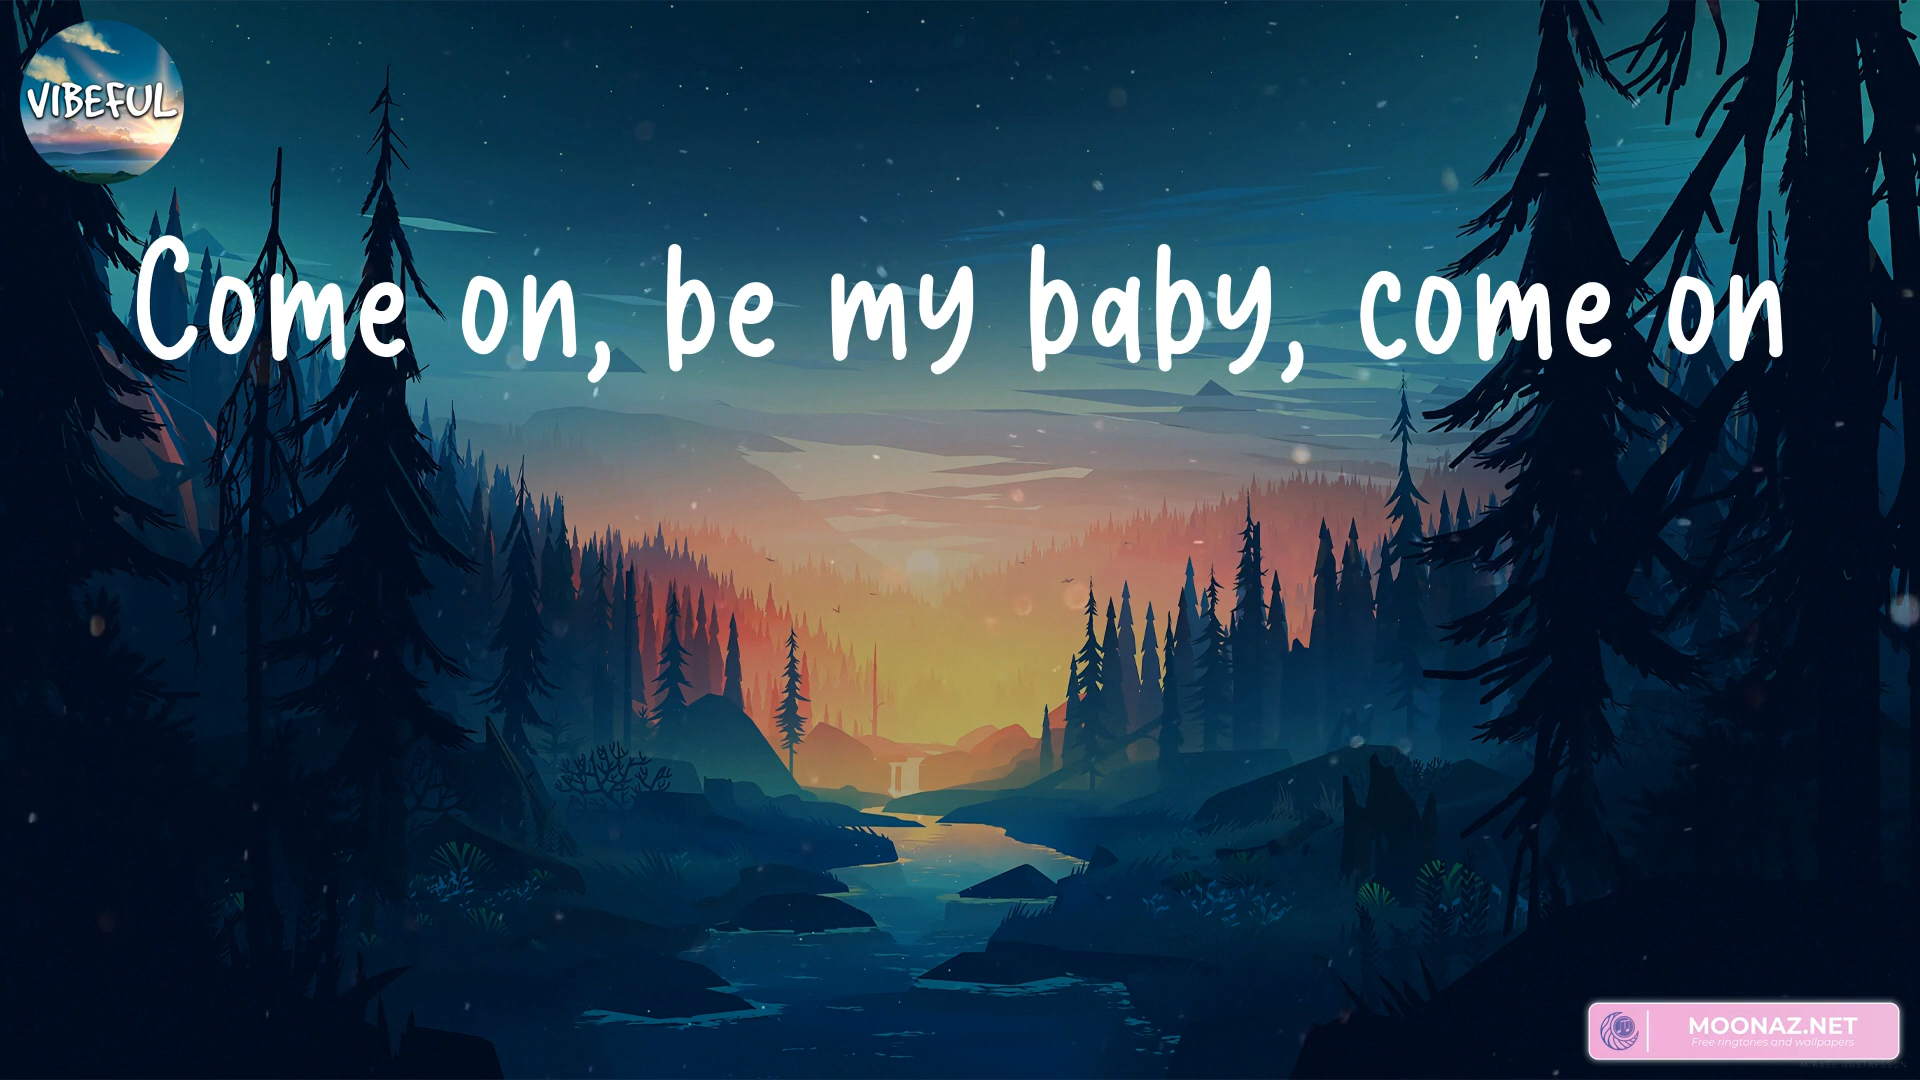 VIBEFUL
Come on, be my baby, come on
MOONAZ.NET
Free ringtones and wallpapers